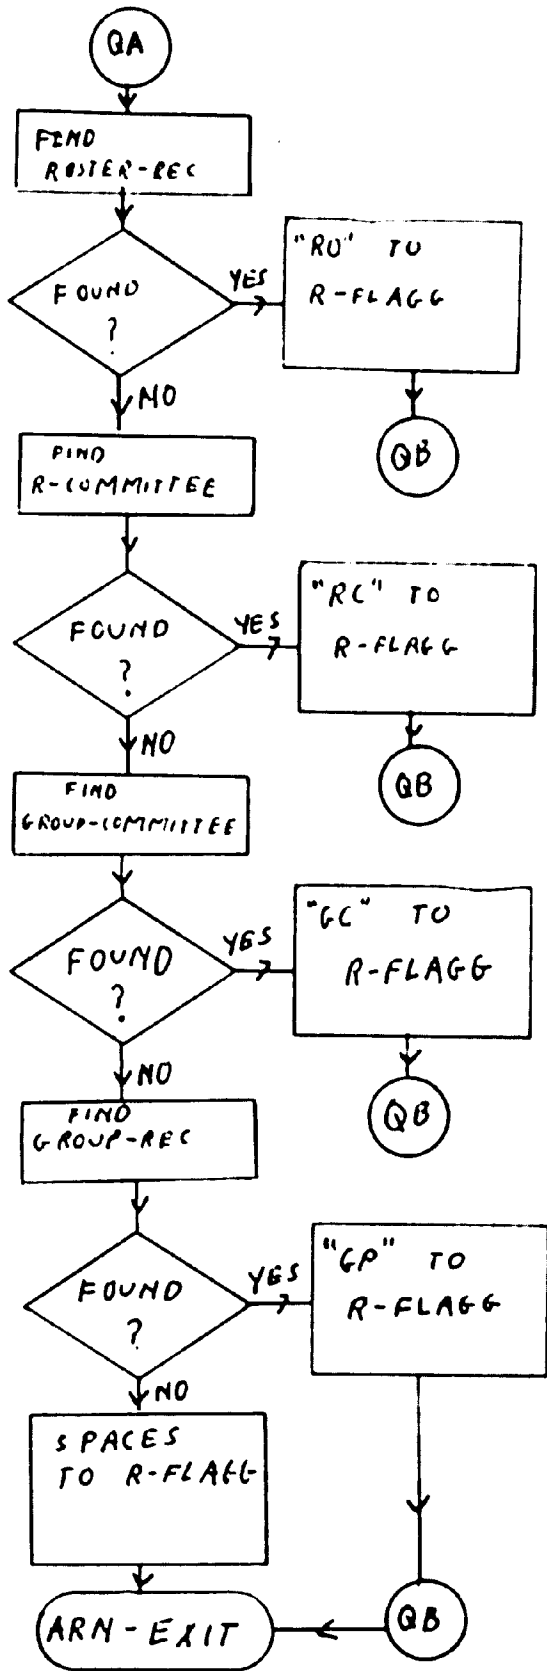 QA
FIND
ROSTER-REC
FOUND
?
YES
"RO" TO
R-FLAGG
QB
NO
FIND
R-COMMITTEE
FOUND
?
YES
"RC" TO
R-FLAGG
QB
NO
FIND
GROUP-COMMITTEE
FOUND
?
YES
"GC" TO
R-FLAGG
QB
NO
FIND
GROUP-REC
FOUND
?
YES
"GP" TO
R-FLAGG
NO
SPACES
TO R-FLAGG
ARN-EXIT
QB